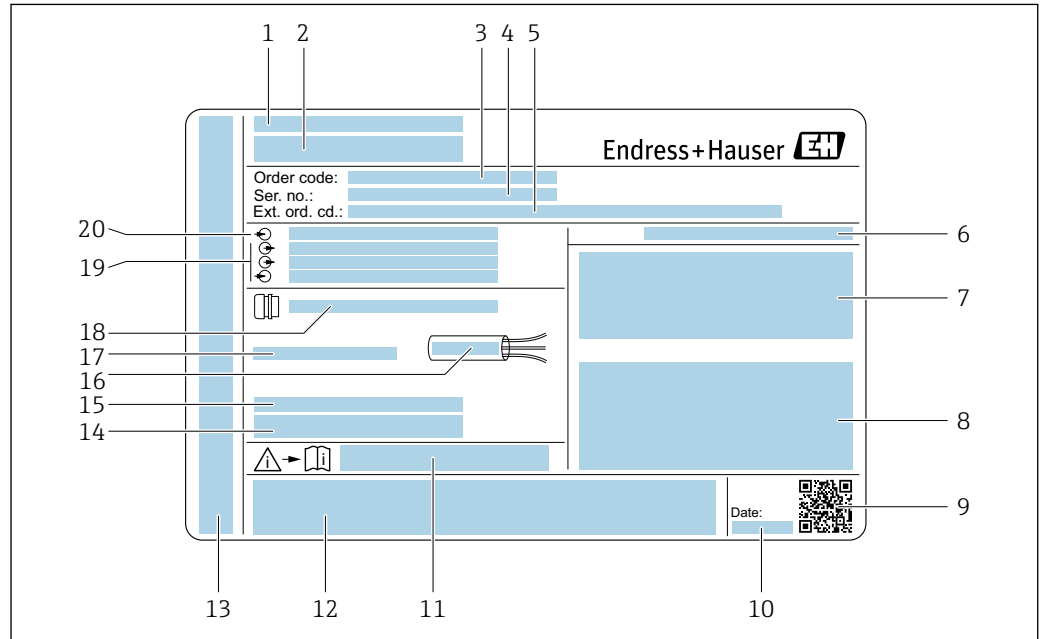 1 2 3 4 5
Endress+Hauser EH
Order code:
Ser. no.:
Ext. ord. cd.:
20
6
19
7
i
18
17
16
15
14
8
i i
Date:
9
13 12 11 10